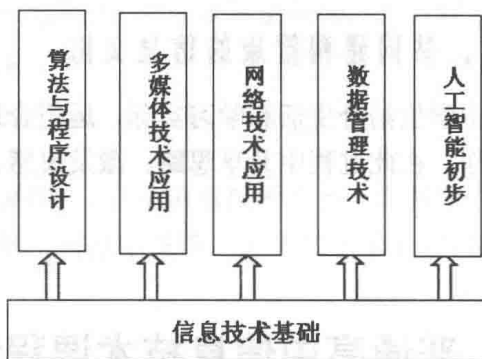 算法与程序设计
多媒体技术应用
网络技术应用
数据管理技术
人工智能初步
信息技术基础